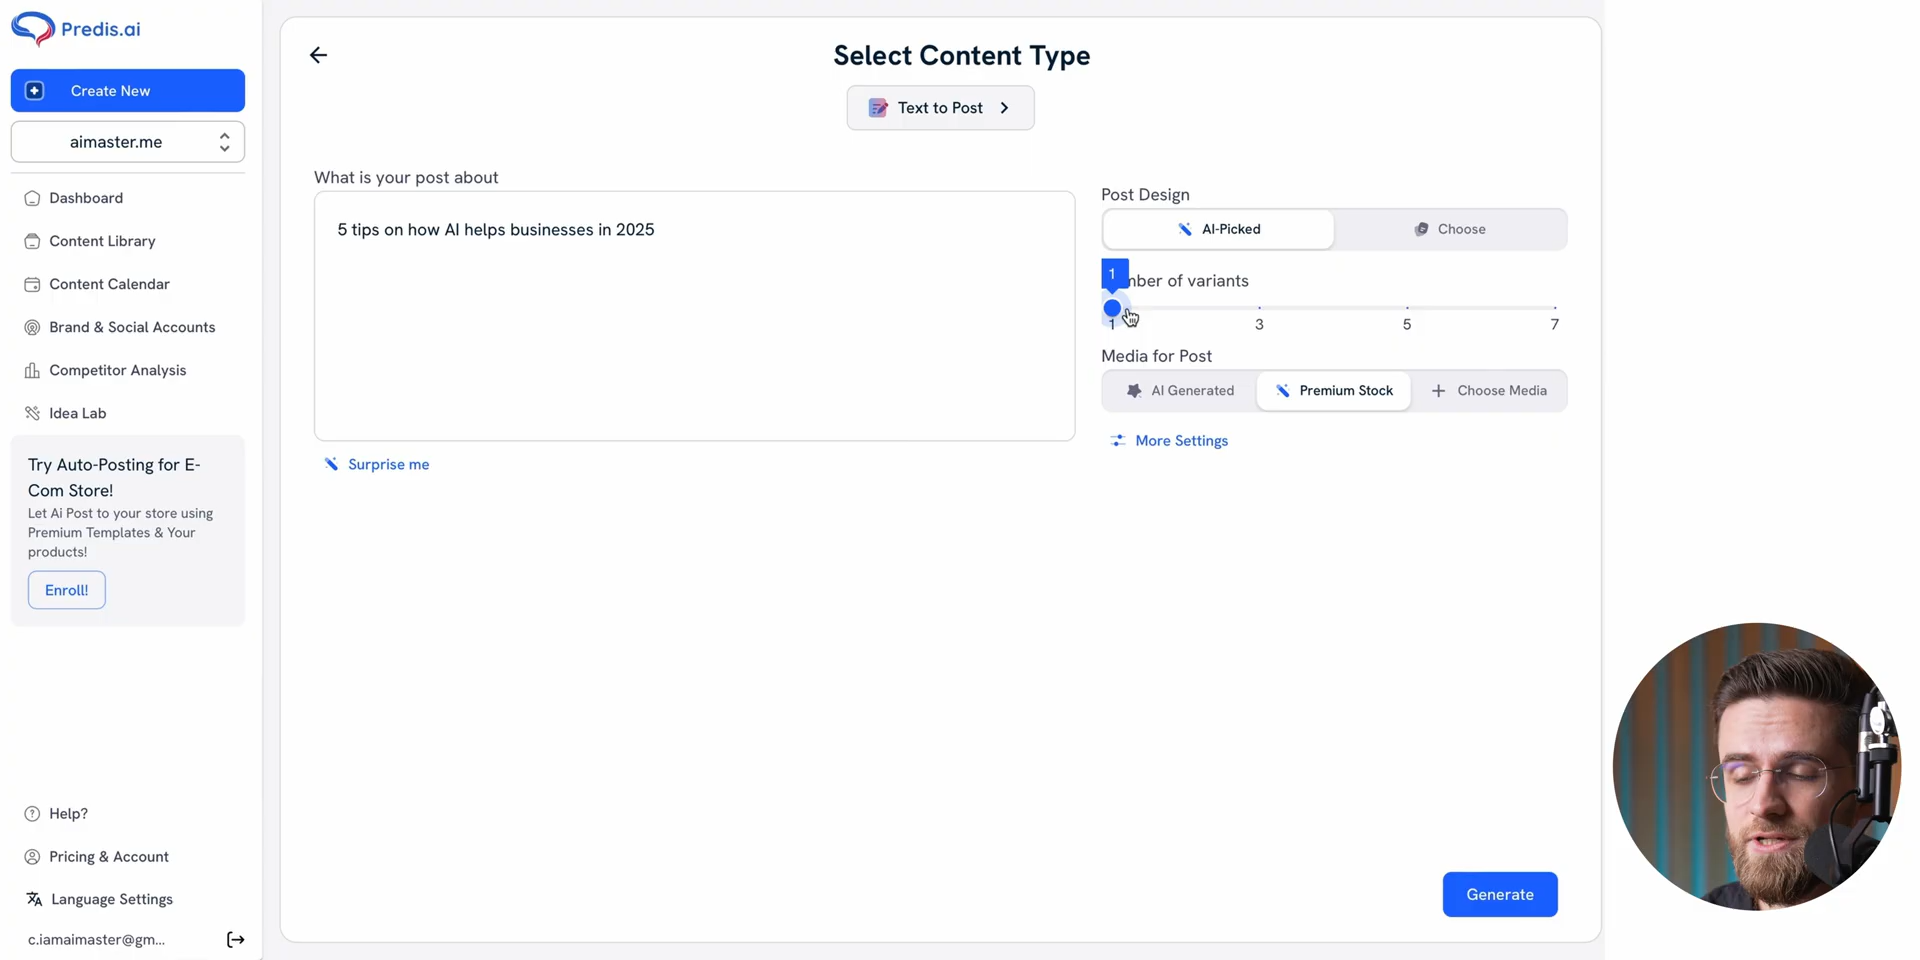 Predis.ai
Create New
aimaster.me
Dashboard
Content Library
Content Calendar
Brand & Social Accounts
Competitor Analysis
Idea Lab
Try Auto-Posting for E-
Com Store!
Let Ai Post to your store using
Premium Templates & Your
products!
Enroll!
Help?
Pricing & Account
Language Settings
c.iamaimaster@gm...
Select Content Type
Text to Post
What is your post about
5 tips on how AI helps businesses in 2025
Surprise me
Post Design
AI-Picked Choose
1
mber of variants
1 3 5 7
Media for Post
AI Generated Premium Stock Choose Media
More Settings
Generate